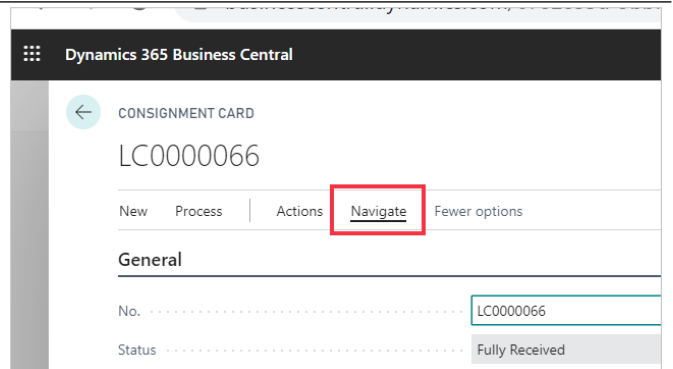 Dynamics 365 Business Central
CONSIGNMENT CARD
LC0000066
New Process Actions Navigate Fewer options
General
No. LC0000066
Status Fully Received